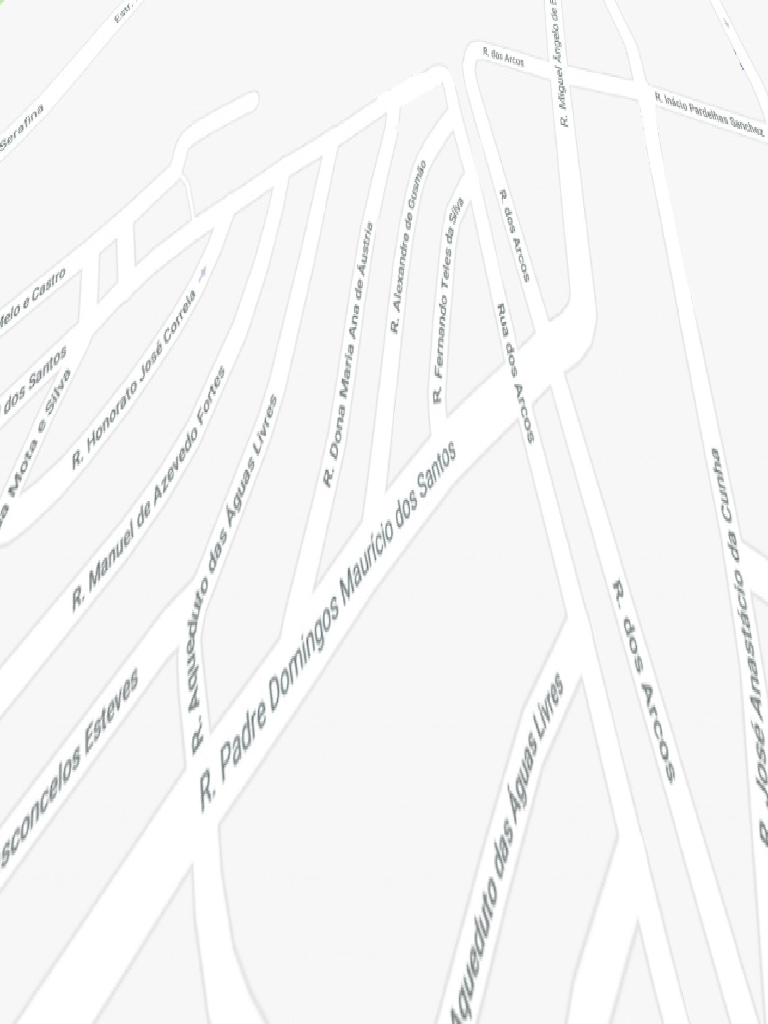 Estr.
Serafina
R. dos Arcos
R. Miguel Ângelo de
R. Inácio Pardelhas Sánchez
R. Alexandre de Gusmão
R. Fernando Teles da Silva
R. dos Arcos
R. Dona Maria Ana de Áustria
Melo e Castro
R. Honorato José Correia
Rua dos Arcos
dos Santos
Mota e Silva
R. Manuel de Azevedo Fortes
R. Aqueduto das Águas Livres
R. Padre Domingos Maurício dos Santos
R. José Anastácio da Cunha
R. dos Arcos
sconcelos Esteves
Aqueduto das Águas Livres